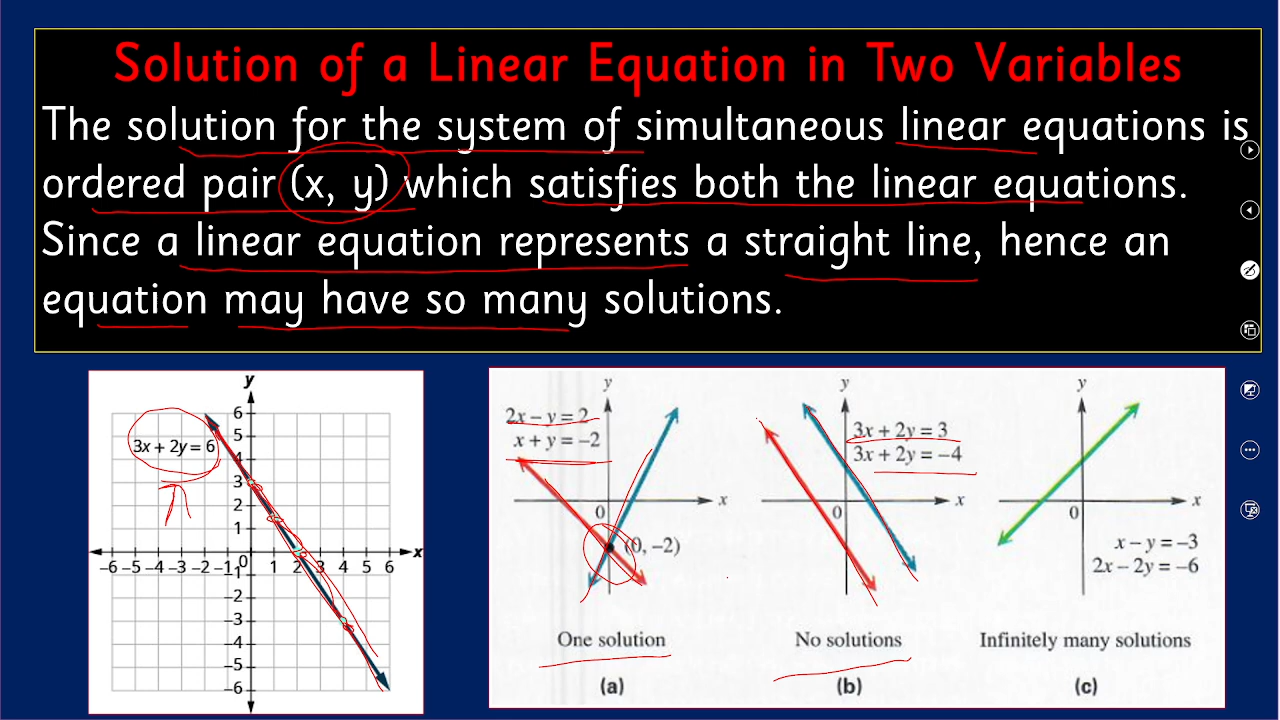 Solution of a Linear Equation in Two Variables
The solution for the system of simultaneous linear equations is
ordered pair (x, y) which satisfies both the linear equations.
Since a linear equation represents a straight line, hence an
equation may have so many solutions.
y
6
5
4
3
2
1
3x + 2y = 6
x
0
−6 −5 −4 −3 −2 −1 1 2 3 4 5 6
−1
−2
−3
−4
−5
−6
y
2x − y = 2
x + y = −2
x
0
(0, −2)
One solution
(a)
y
3x + 2y = 3
3x + 2y = −4
x
0
No solutions
(b)
y
x
0
x − y = −3
2x − 2y = −6
Infinitely many solutions
(c)